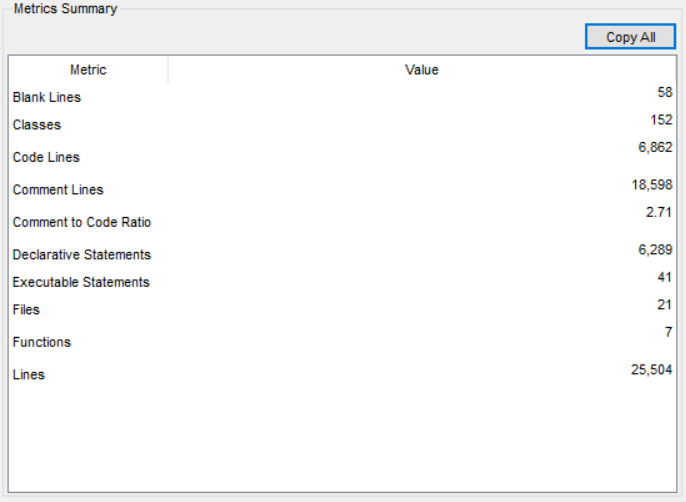 Metrics Summary
Copy All
Metric Value
Blank Lines 58
Classes 152
Code Lines 6,862
Comment Lines 18,598
Comment to Code Ratio 2.71
Declarative Statements 6,289
Executable Statements 41
Files 21
Functions 7
Lines 25,504